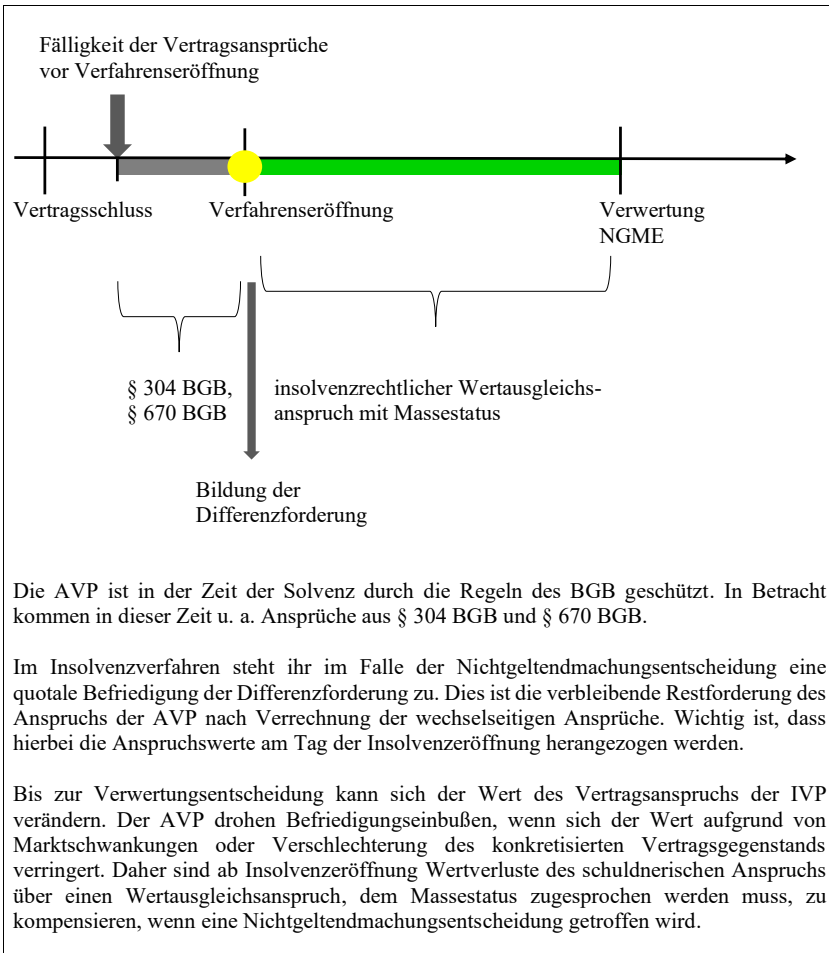 Fälligkeit der Vertragsansprüche
vor Verfahrenseröffnung
Vertragsschluss
Verfahrenseröffnung
Verwertung
NGME
§ 304 BGB,
§ 670 BGB
insolvenzrechtlicher Wertausgleichs-
anspruch mit Massestatus
Bildung der
Differenzforderung
Die AVP ist in der Zeit der Solvenz durch die Regeln des BGB geschützt. In Betracht
kommen in dieser Zeit u. a. Ansprüche aus § 304 BGB und § 670 BGB.
Im Insolvenzverfahren steht ihr im Falle der Nichtgeltendmachungsentscheidung eine
quotale Befriedigung der Differenzforderung zu. Dies ist die verbleibende Restforderung des
Anspruchs der AVP nach Verrechnung der wechselseitigen Ansprüche. Wichtig ist, dass
hierbei die Anspruchswerte am Tag der Insolvenzeröffnung herangezogen werden.
Bis zur Verwertungsentscheidung kann sich der Wert des Vertragsanspruchs der IVP
verändern. Der AVP drohen Befriedigungseinbußen, wenn sich der Wert aufgrund von
Marktschwankungen oder Verschlechterung des konkretisierten Vertragsgegenstands
verringert. Daher sind ab Insolvenzeröffnung Wertverluste des schuldnerischen Anspruchs
über einen Wertausgleichsanspruch, dem Massestatus zugesprochen werden muss, zu
kompensieren, wenn eine Nichtgeltendmachungsentscheidung getroffen wird.